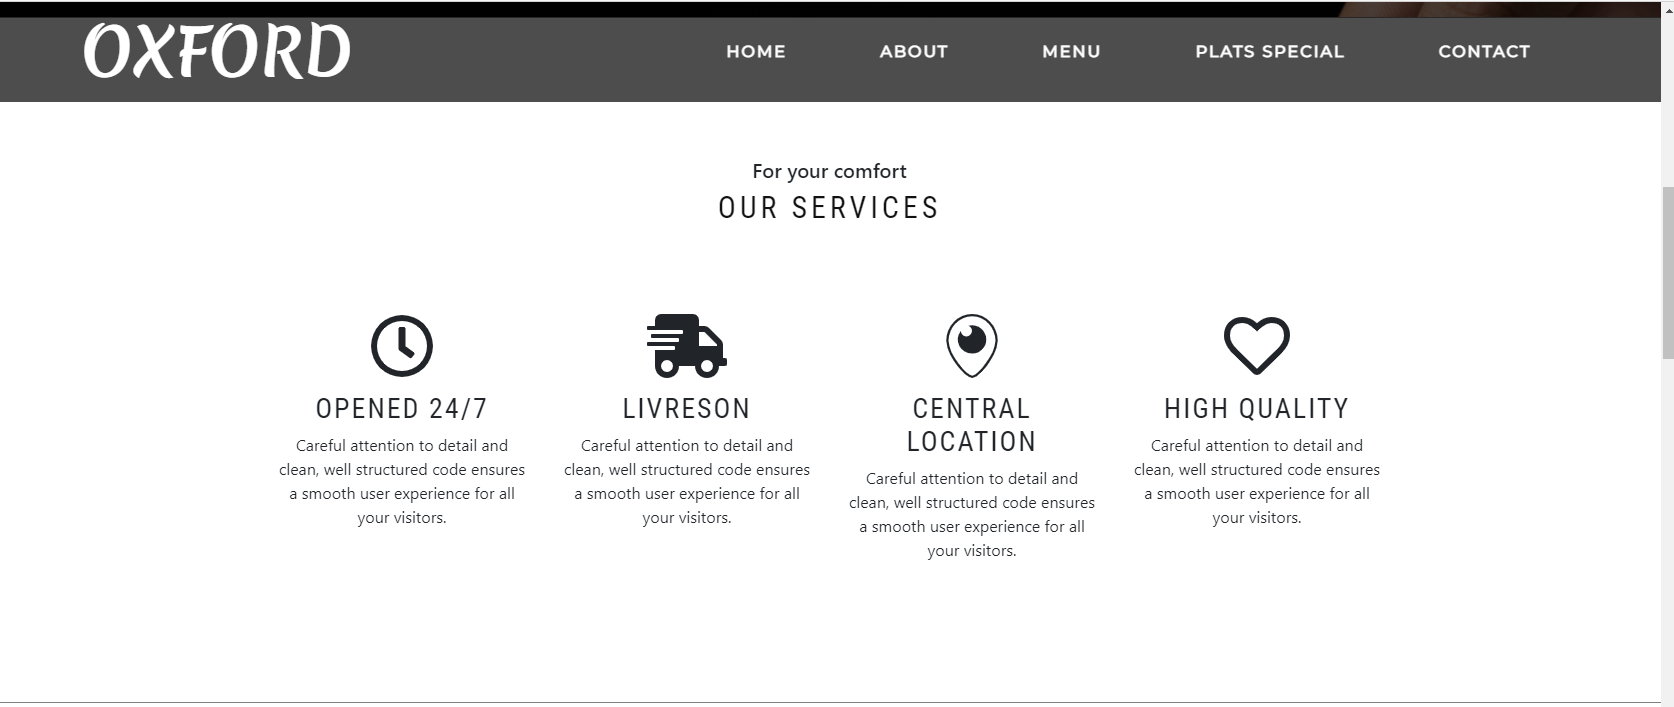 OXFORD
HOME ABOUT MENU PLATS SPECIAL CONTACT
For your comfort
OUR SERVICES
OPENED 24/7
Careful attention to detail and
clean, well structured code ensures
a smooth user experience for all
your visitors.
LIVRESON
Careful attention to detail and
clean, well structured code ensures
a smooth user experience for all
your visitors.
CENTRAL
LOCATION
Careful attention to detail and
clean, well structured code ensures
a smooth user experience for all
your visitors.
HIGH QUALITY
Careful attention to detail and
clean, well structured code ensures
a smooth user experience for all
your visitors.